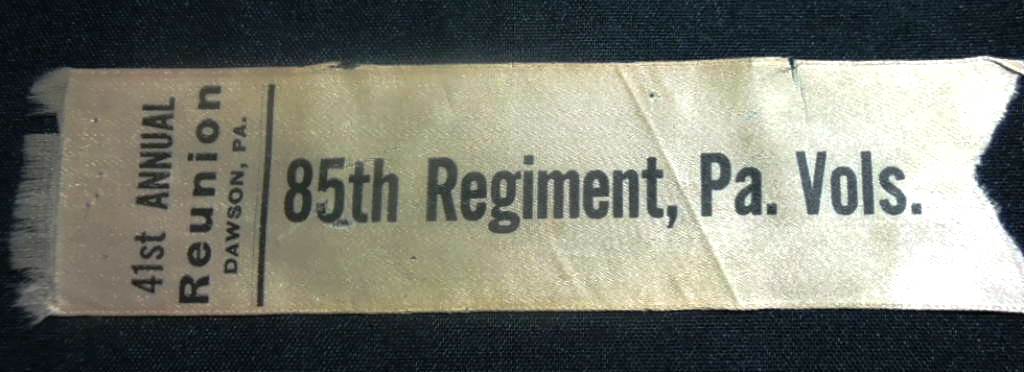 41st ANNUAL
Reunion
DAWSON, PA.
85th Regiment, Pa. Vols.